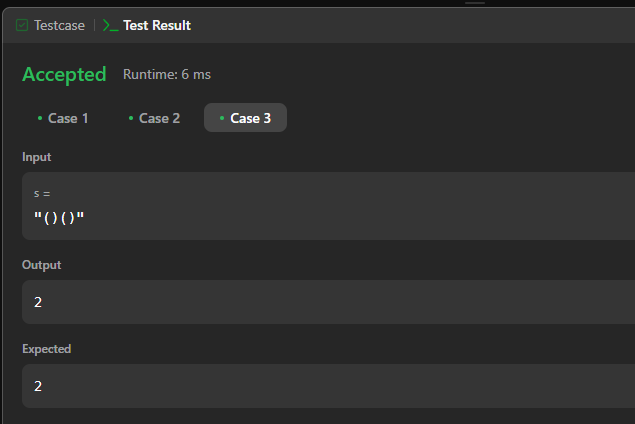 Testcase | >_ Test Result
Accepted Runtime: 6 ms
• Case 1 • Case 2 • Case 3
Input
s =
"()()"
Output
2
Expected
2